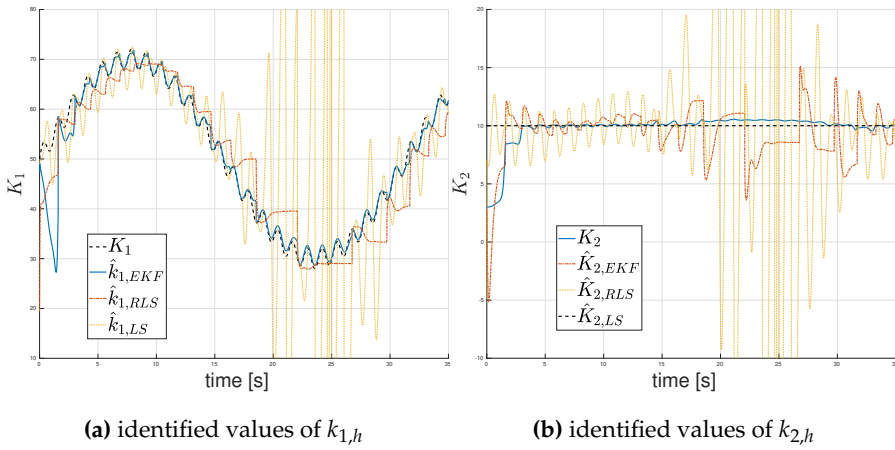 80
70
60
50
40
30
20
10
K₁
0
5
10
15
20
25
30
35
time [s]
K₁
k̂₁,EKF
k̂₁,RLS
k̂₁,LS
(a) identified values of k₁,h
20
15
10
5
0
-5
-10
K₂
0
5
10
15
20
25
30
35
time [s]
K₂
K̂₂,EKF
K̂₂,RLS
K̂₂,LS
(b) identified values of k₂,h